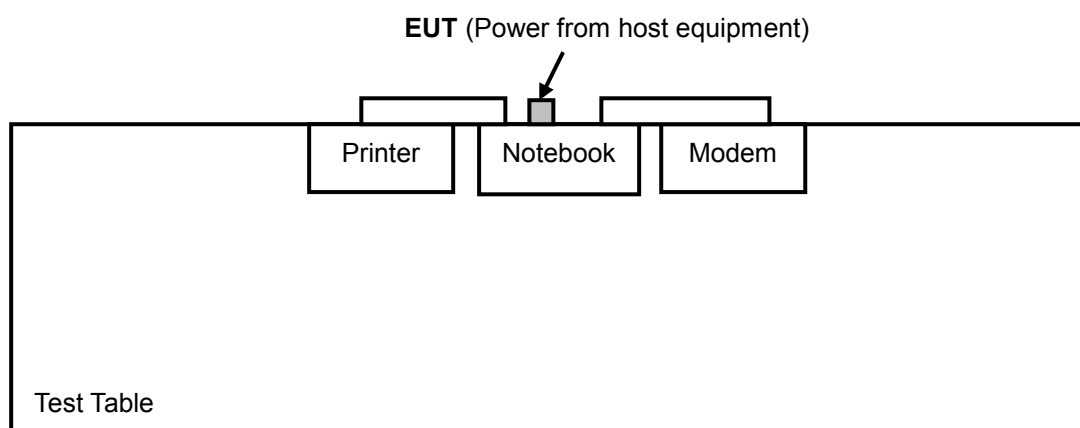 EUT (Power from host equipment)
Printer
Notebook
Modem
Test Table